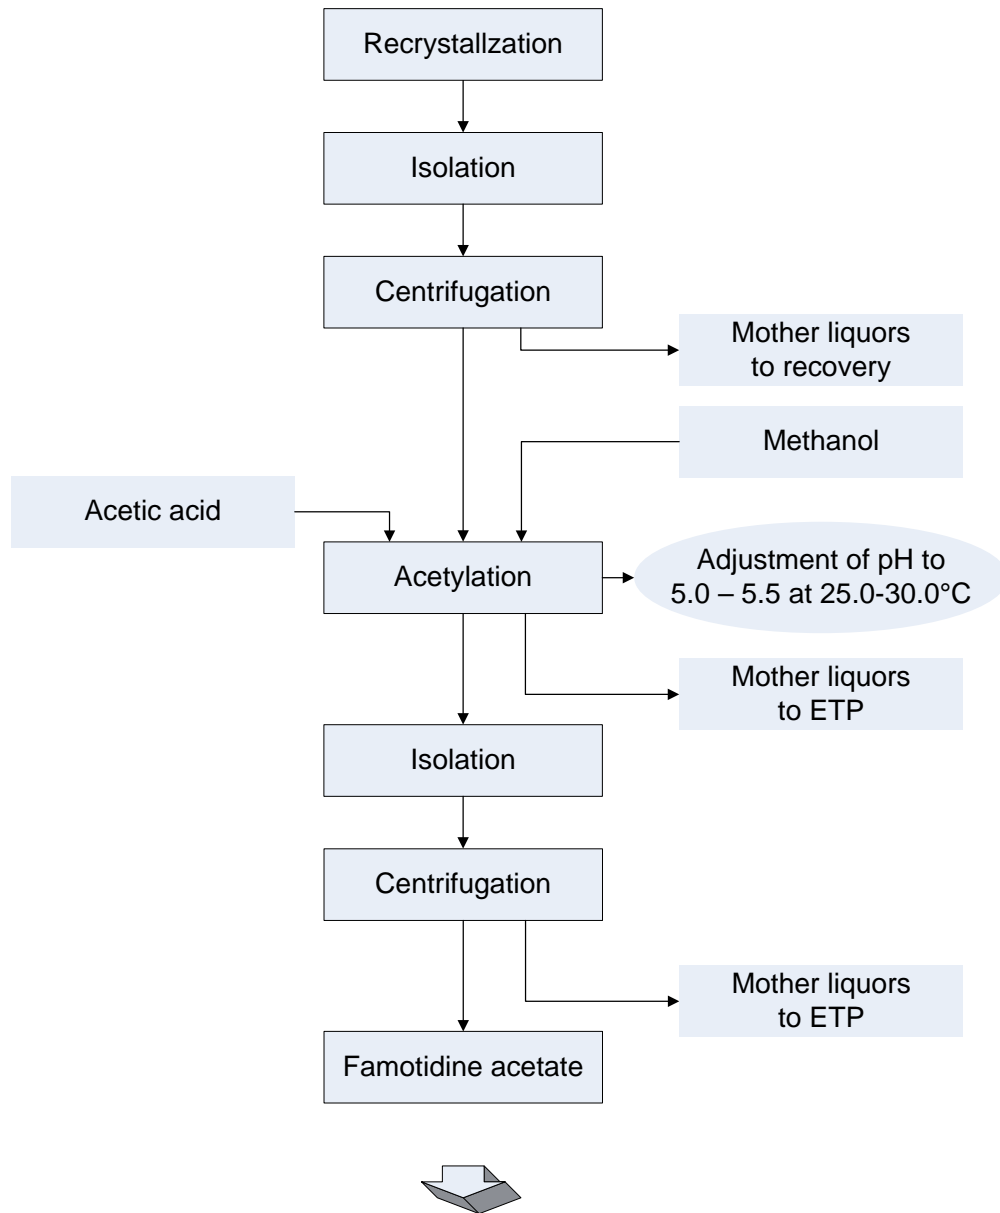 Recrystallzation
Isolation
Centrifugation
Mother liquors
to recovery
Methanol
Acetic acid
Acetylation
Adjustment of pH to
5.0 – 5.5 at 25.0-30.0°C
Mother liquors
to ETP
Isolation
Centrifugation
Mother liquors
to ETP
Famotidine acetate